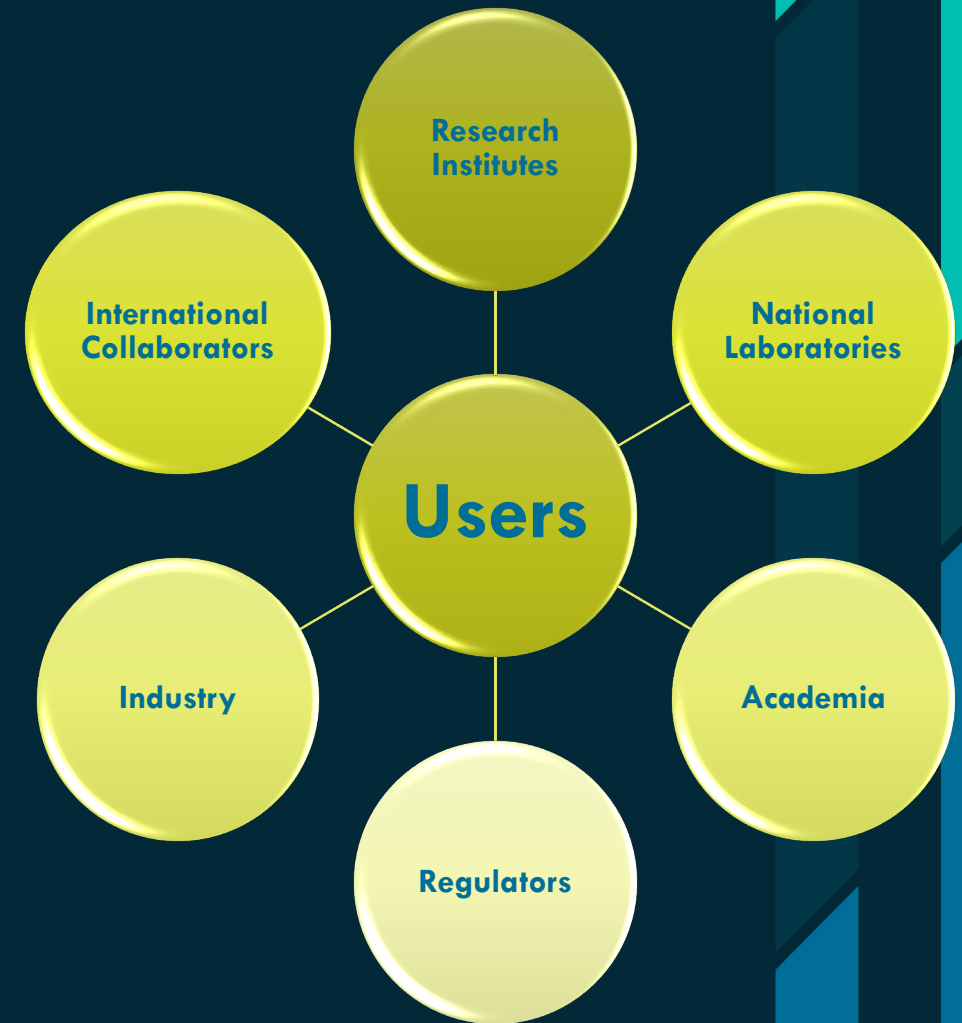 Research
Institutes
National
Laboratories
Academia
Regulators
Industry
International
Collaborators
Users